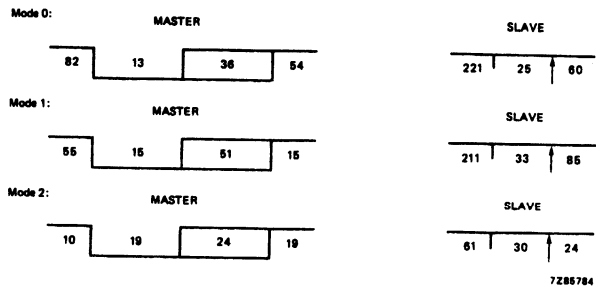 Mode 0:
MASTER
SLAVE
82 13 36 54
221 25 60
Mode 1:
MASTER
SLAVE
55 15 51 15
211 33 85
Mode 2:
MASTER
SLAVE
10 19 24 19
61 30 24
7Z85784